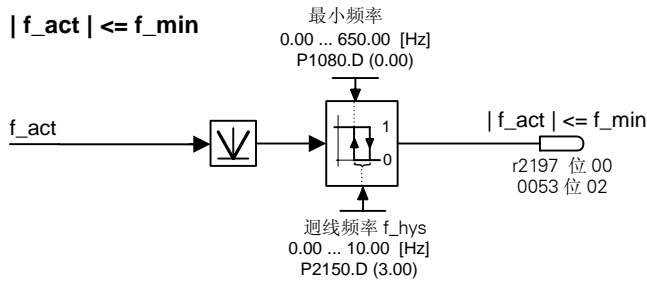 | f_act | <= f_min
最小频率
0.00 ... 650.00 [Hz]
P1080.D (0.00)
f_act
1
0
| f_act | <= f_min
r2197 位 00
0053 位 02
迥线频率 f_hys
0.00 ... 10.00 [Hz]
P2150.D (3.00)